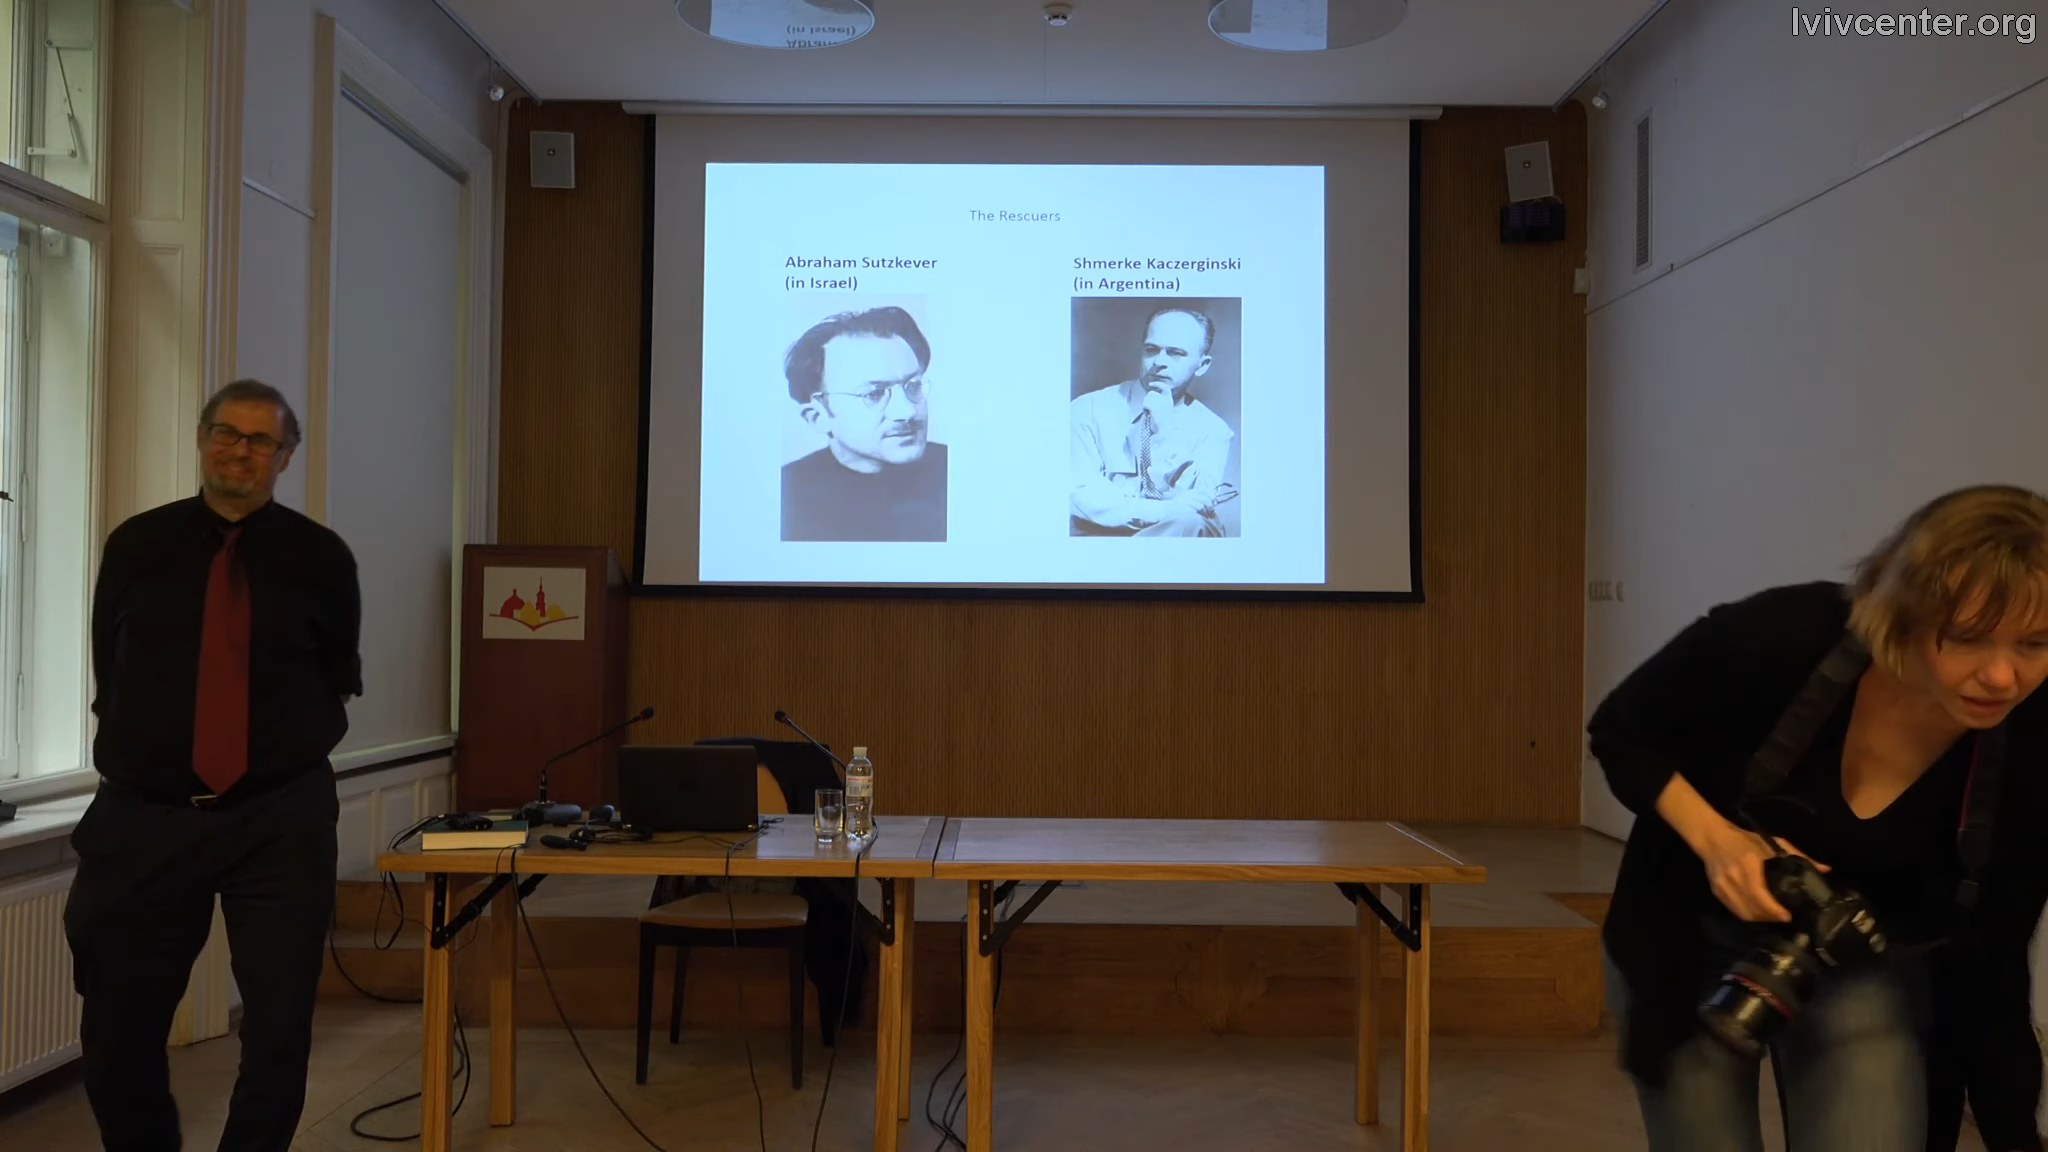 lvivcenter.org
The Rescuers
Abraham Sutzkever
(in Israel)
Shmerke Kaczerginski
(in Argentina)